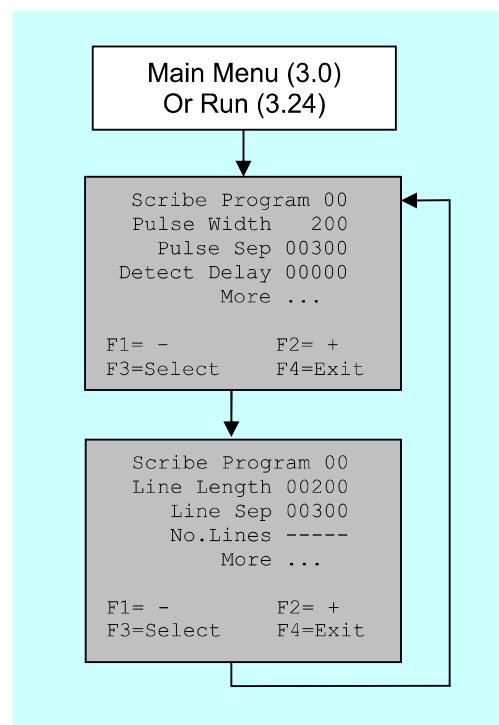 Main Menu (3.0)
Or Run (3.24)
Scribe Program 00
Pulse Width 200
Pulse Sep 00300
Detect Delay 00000
More ...
F1= - F2= +
F3=Select F4=Exit
Scribe Program 00
Line Length 00200
Line Sep 00300
No.Lines -----
More ...
F1= - F2= +
F3=Select F4=Exit